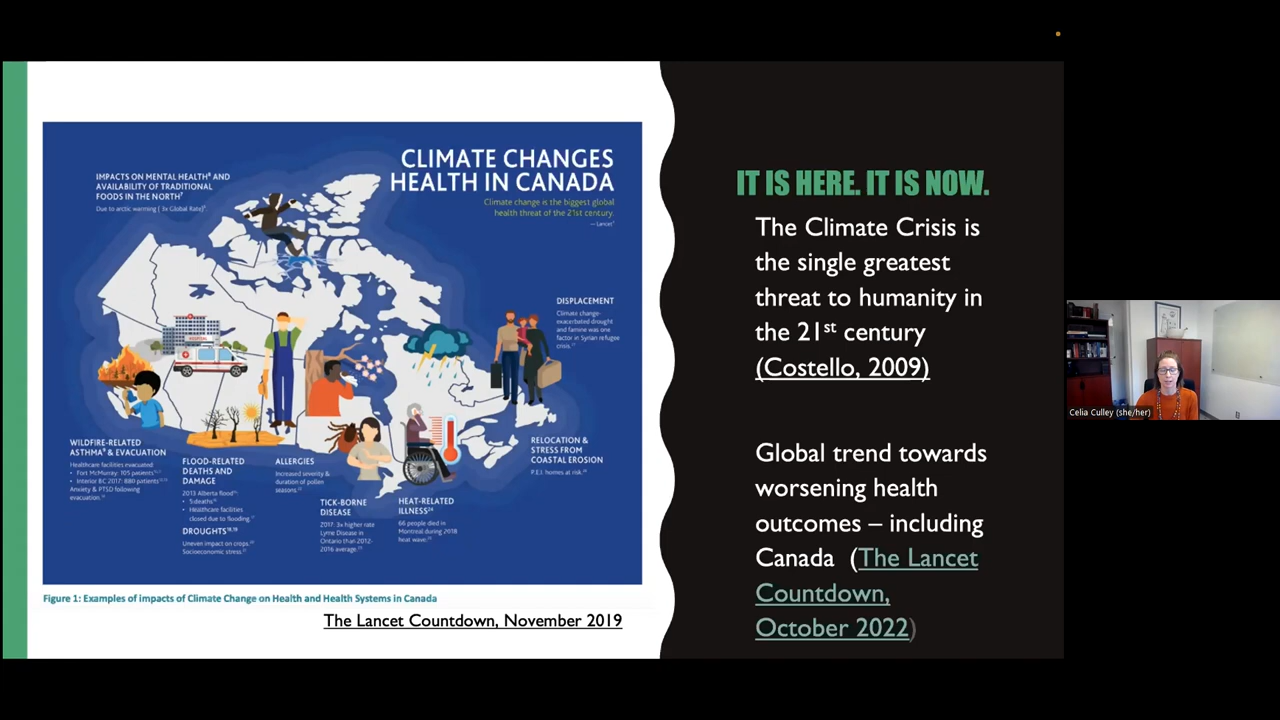 CLIMATE CHANGES
HEALTH IN CANADA
Climate change is the biggest global
health threat of the 21st century.
— Lancet
IMPACTS ON MENTAL HEALTH⁸ AND
AVAILABILITY OF TRADITIONAL
FOODS IN THE NORTH⁷
Due to arctic warming ( 3x Global Rate)
HOSPITAL
DISPLACEMENT
Climate change-
exacerbated drought
and famine was one
factor in Syrian refugee
crisis.
WILDFIRE-RELATED
ASTHMA⁹ & EVACUATION
Healthcare facilities evacuated:
• Fort McMurray: 105 patients
• Interior BC 2017: 880 patients
Anxiety & PTSD following
evacuation.
FLOOD-RELATED
DEATHS AND
DAMAGE
2013 Alberta flood
• 5 deaths
• Healthcare facilities
closed due to flooding.
DROUGHTS
Uneven impact on crops.
Socioeconomic stress.
ALLERGIES
Increased severity &
duration of pollen
seasons.
TICK-BORNE
DISEASE
2017: 3x higher rate
Lyme Disease in
Ontario than 2012-
2016 average.
HEAT-RELATED
ILLNESS²⁴
66 people died in
Montreal during 2018
heat wave.
RELOCATION &
STRESS FROM
COASTAL EROSION
P.E.I. homes at risk.
Figure 1: Examples of impacts of Climate Change on Health and Health Systems in Canada
The Lancet Countdown, November 2019
IT IS HERE. IT IS NOW.
The Climate Crisis is
the single greatest
threat to humanity in
the 21st century
(Costello, 2009)
Global trend towards
worsening health
outcomes – including
Canada (The Lancet
Countdown,
October 2022)
Celia Culley (she/her)